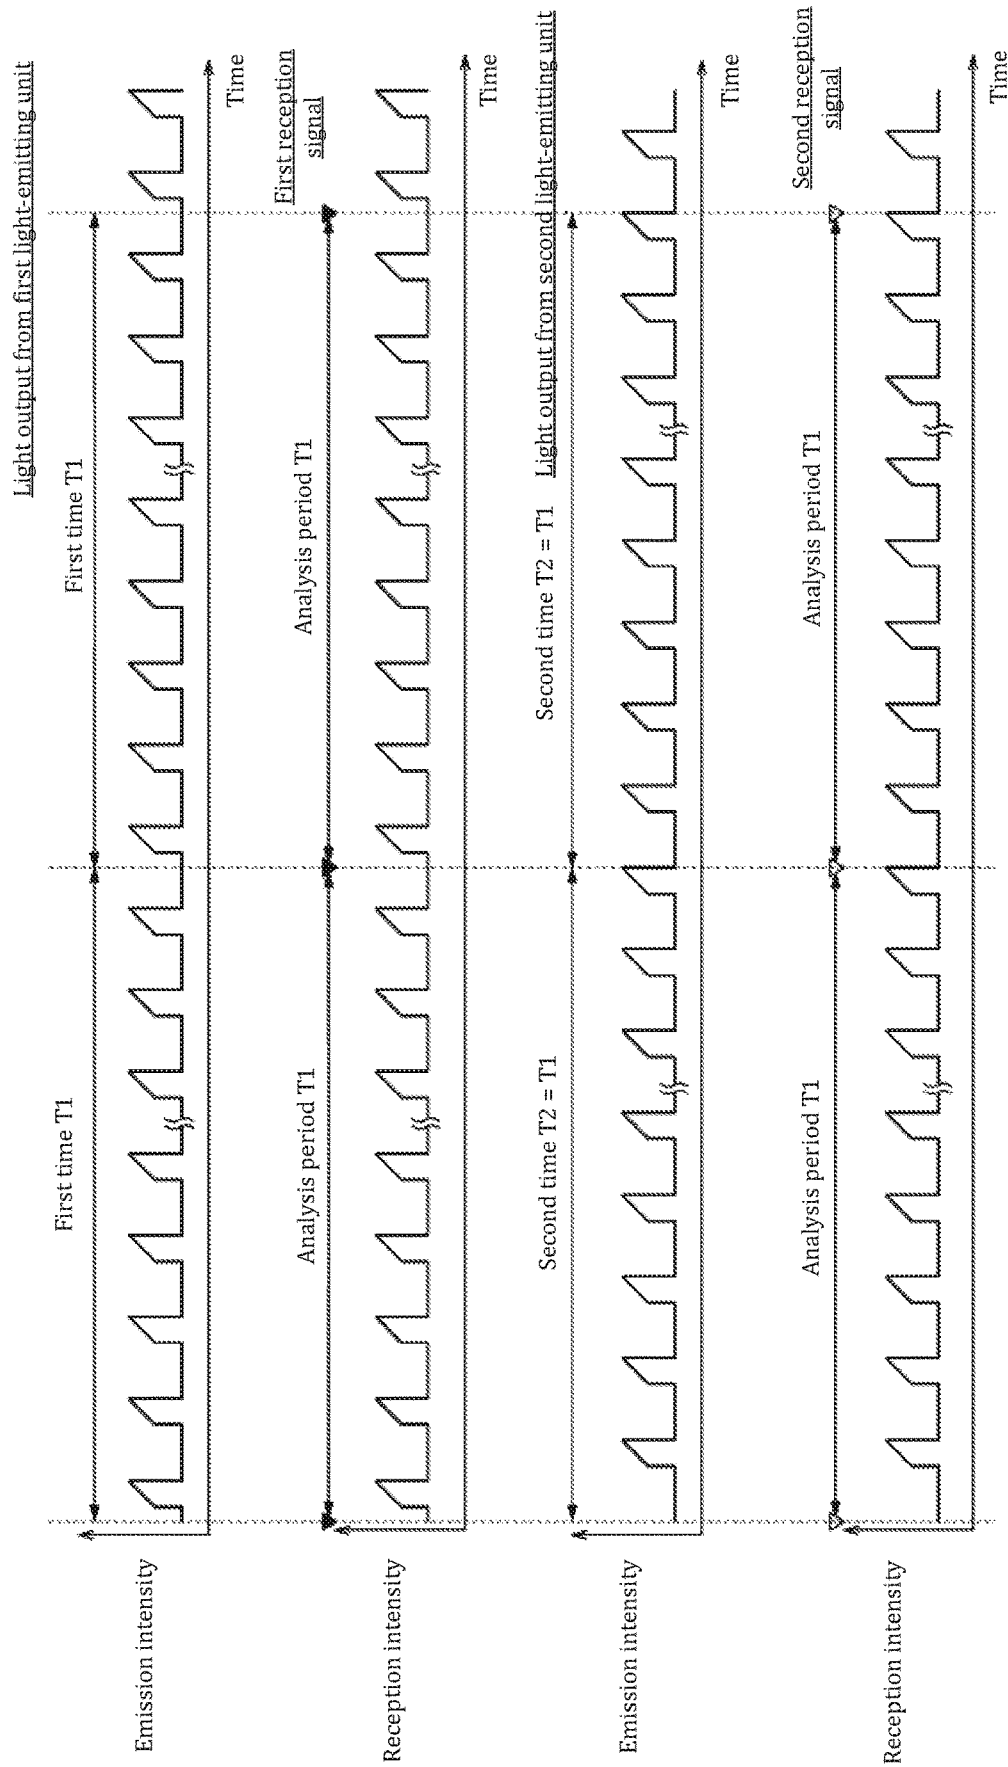 Light output from first light-emitting unit
First time T1
First time T1
Emission intensity
Time
First reception
signal
Analysis period T1
Analysis period T1
Reception intensity
Time
Light output from second light-emitting unit
Second time T2 = T1
Second time T2 = T1
Emission intensity
Time
Second reception
signal
Analysis period T1
Analysis period T1
Reception intensity
Time